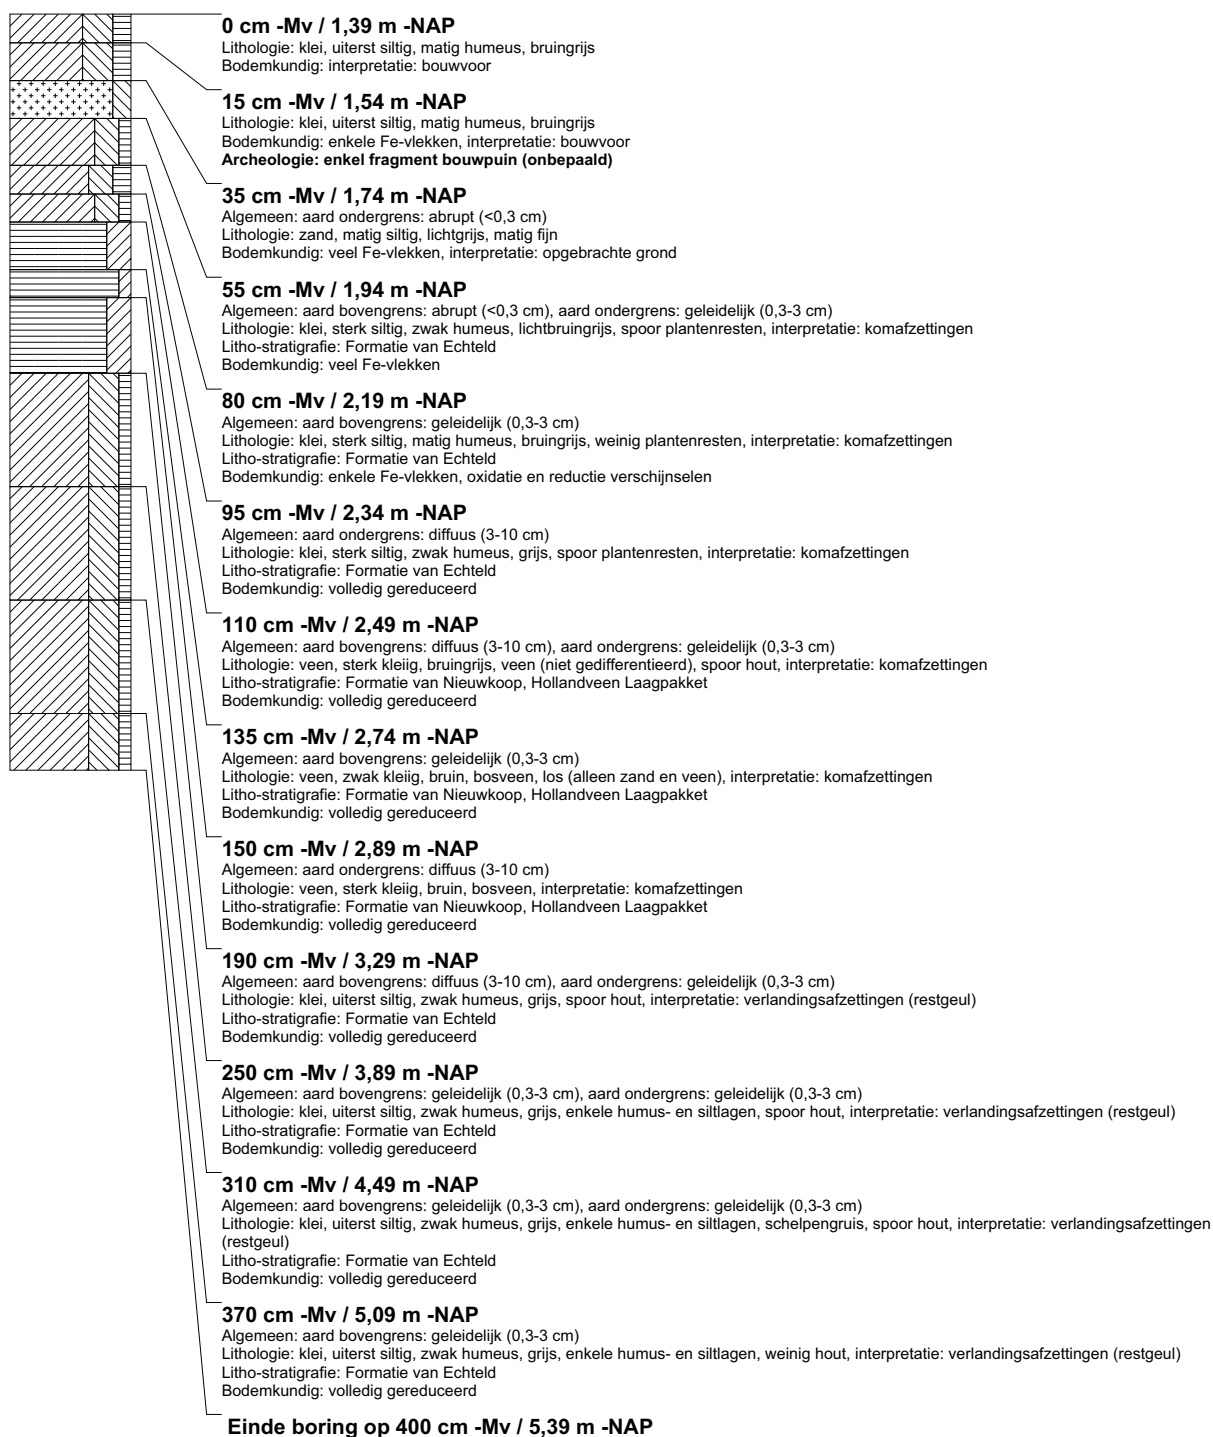 0 cm -Mv / 1,39 m -NAP
Lithologie: klei, uiterst siltig, matig humeus, bruingrijs
Bodemkundig: interpretatie: bouwvoor
15 cm -Mv / 1,54 m -NAP
Lithologie: klei, uiterst siltig, matig humeus, bruingrijs
Bodemkundig: enkele Fe-vlekken, interpretatie: bouwvoor
Archeologie: enkel fragment bouwpuin (onbepaald)
35 cm -Mv / 1,74 m -NAP
Algemeen: aard ondergrens: abrupt (<0,3 cm)
Lithologie: zand, matig siltig, lichtgrijs, matig fijn
Bodemkundig: veel Fe-vlekken, interpretatie: opgebrachte grond
55 cm -Mv / 1,94 m -NAP
Algemeen: aard bovengrens: abrupt (<0,3 cm), aard ondergrens: geleidelijk (0,3-3 cm)
Lithologie: klei, sterk siltig, zwak humeus, lichtbruingrijs, spoor plantenresten, interpretatie: komafzettingen
Litho-stratigrafie: Formatie van Echteld
Bodemkundig: veel Fe-vlekken
80 cm -Mv / 2,19 m -NAP
Algemeen: aard bovengrens: geleidelijk (0,3-3 cm)
Lithologie: klei, sterk siltig, matig humeus, bruingrijs, weinig plantenresten, interpretatie: komafzettingen
Litho-stratigrafie: Formatie van Echteld
Bodemkundig: enkele Fe-vlekken, oxidatie en reductie verschijnselen
95 cm -Mv / 2,34 m -NAP
Algemeen: aard ondergrens: diffuus (3-10 cm)
Lithologie: klei, sterk siltig, zwak humeus, grijs, spoor plantenresten, interpretatie: komafzettingen
Litho-stratigrafie: Formatie van Echteld
Bodemkundig: volledig gereduceerd
110 cm -Mv / 2,49 m -NAP
Algemeen: aard bovengrens: diffuus (3-10 cm), aard ondergrens: geleidelijk (0,3-3 cm)
Lithologie: veen, sterk kleiig, bruingrijs, veen (niet gedifferentieerd), spoor hout, interpretatie: komafzettingen
Litho-stratigrafie: Formatie van Nieuwkoop, Hollandveen Laagpakket
Bodemkundig: volledig gereduceerd
135 cm -Mv / 2,74 m -NAP
Algemeen: aard bovengrens: geleidelijk (0,3-3 cm)
Lithologie: veen, zwak kleiig, bruin, bosveen, los (alleen zand en veen), interpretatie: komafzettingen
Litho-stratigrafie: Formatie van Nieuwkoop, Hollandveen Laagpakket
Bodemkundig: volledig gereduceerd
150 cm -Mv / 2,89 m -NAP
Algemeen: aard ondergrens: diffuus (3-10 cm)
Lithologie: veen, sterk kleiig, bruin, bosveen, interpretatie: komafzettingen
Litho-stratigrafie: Formatie van Nieuwkoop, Hollandveen Laagpakket
Bodemkundig: volledig gereduceerd
190 cm -Mv / 3,29 m -NAP
Algemeen: aard bovengrens: diffuus (3-10 cm), aard ondergrens: geleidelijk (0,3-3 cm)
Lithologie: klei, uiterst siltig, zwak humeus, grijs, spoor hout, interpretatie: verlandingsafzettingen (restgeul)
Litho-stratigrafie: Formatie van Echteld
Bodemkundig: volledig gereduceerd
250 cm -Mv / 3,89 m -NAP
Algemeen: aard bovengrens: geleidelijk (0,3-3 cm), aard ondergrens: geleidelijk (0,3-3 cm)
Lithologie: klei, uiterst siltig, zwak humeus, grijs, enkele humus- en siltlagen, spoor hout, interpretatie: verlandingsafzettingen (restgeul)
Litho-stratigrafie: Formatie van Echteld
Bodemkundig: volledig gereduceerd
310 cm -Mv / 4,49 m -NAP
Algemeen: aard bovengrens: geleidelijk (0,3-3 cm), aard ondergrens: geleidelijk (0,3-3 cm)
Lithologie: klei, uiterst siltig, zwak humeus, grijs, enkele humus- en siltlagen, schelpengruis, spoor hout, interpretatie: verlandingsafzettingen
(restgeul)
Litho-stratigrafie: Formatie van Echteld
Bodemkundig: volledig gereduceerd
370 cm -Mv / 5,09 m -NAP
Algemeen: aard bovengrens: geleidelijk (0,3-3 cm)
Lithologie: klei, uiterst siltig, zwak humeus, grijs, enkele humus- en siltlagen, weinig hout, interpretatie: verlandingsafzettingen (restgeul)
Litho-stratigrafie: Formatie van Echteld
Bodemkundig: volledig gereduceerd
Einde boring op 400 cm -Mv / 5,39 m -NAP